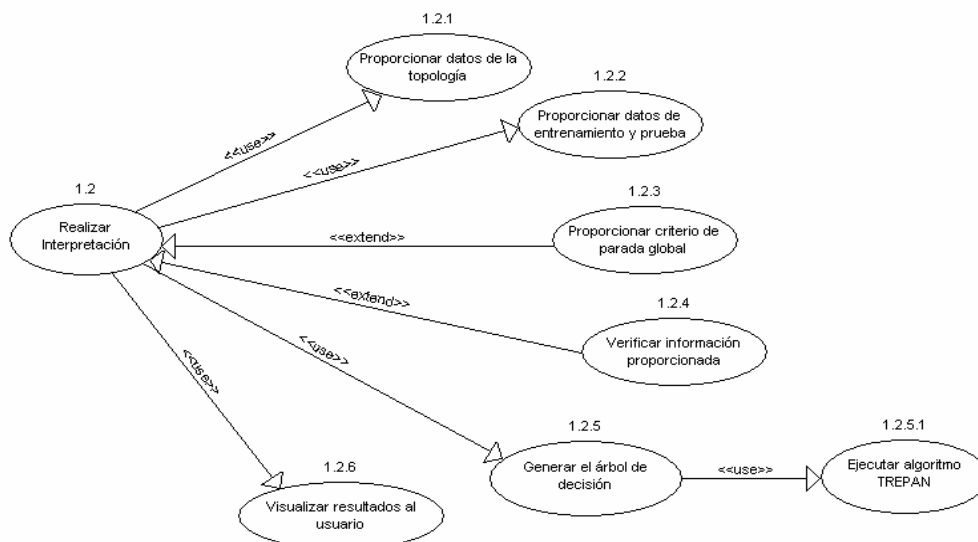 1.2.1
Proporcionar datos de la
topología
1.2.2
Proporcionar datos de
entrenamiento y prueba
<<use>>
<<use>>
1.2
Realizar
Interpretación
1.2.3
Proporcionar criterio de
parada global
<<extend>>
<<extend>>
1.2.4
Verificar información
proporcionada
<<use>>
<<use>>
1.2.5
Generar el árbol de
decisión
<<use>>
1.2.5.1
Ejecutar algoritmo
TREPAN
1.2.6
Visualizar resultados al
usuario